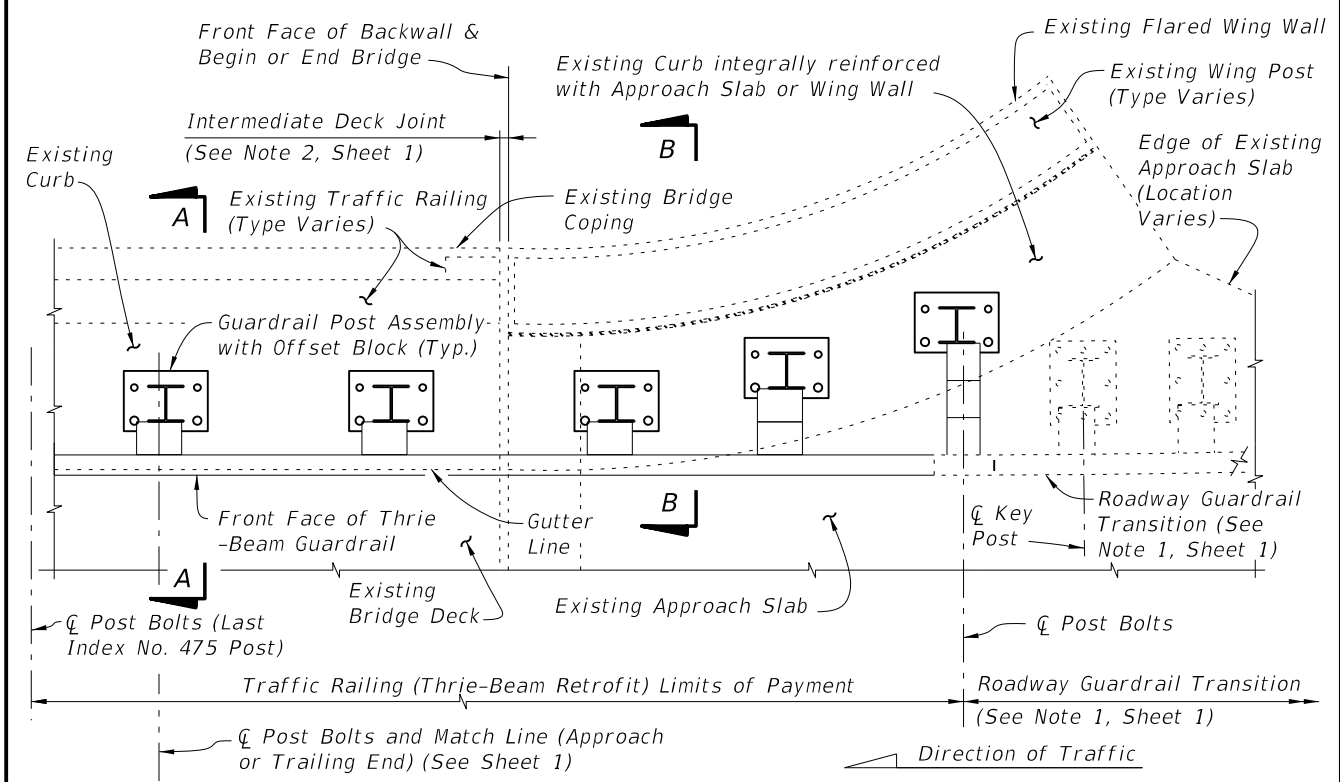 Front Face of Backwall &
Begin or End Bridge
Existing Flared Wing Wall
Existing Curb integrally reinforced
with Approach Slab or Wing Wall
Existing Wing Post
(Type Varies)
Intermediate Deck Joint
(See Note 2, Sheet 1)
B
Edge of Existing
Approach Slab
(Location
Varies)
Existing
Curb
A
Existing Traffic Railing
(Type Varies)
Existing Bridge
Coping
Guardrail Post Assembly
with Offset Block (Typ.)
Front Face of Thrie
-Beam Guardrail
Gutter
Line
B
℄ Key
Post
Roadway Guardrail
Transition (See
Note 1, Sheet 1)
A
Existing
Bridge Deck
Existing Approach Slab
℄ Post Bolts (Last
Index No. 475 Post)
℄ Post Bolts
Traffic Railing (Thrie-Beam Retrofit) Limits of Payment
Roadway Guardrail Transition
(See Note 1, Sheet 1)
℄ Post Bolts and Match Line (Approach
or Trailing End) (See Sheet 1)
Direction of Traffic